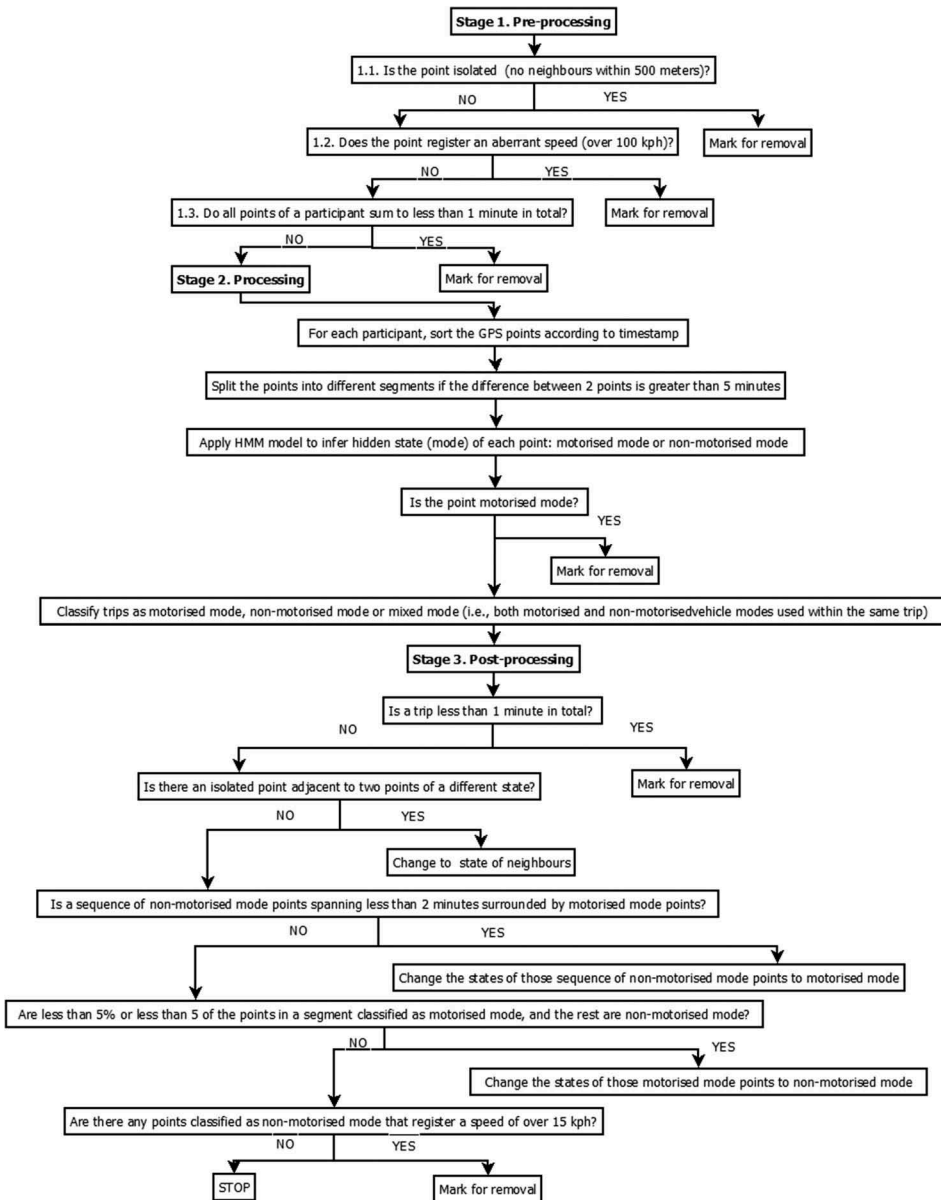 Stage 1. Pre-processing
1.1. Is the point isolated (no neighbours within 500 meters)?
NO
YES
1.2. Does the point register an aberrant speed (over 100 kph)?
Mark for removal
NO
YES
1.3. Do all points of a participant sum to less than 1 minute in total?
Mark for removal
NO
YES
Stage 2. Processing
Mark for removal
For each participant, sort the GPS points according to timestamp
Split the points into different segments if the difference between 2 points is greater than 5 minutes
Apply HMM model to infer hidden state (mode) of each point: motorised mode or non-motorised mode
Is the point motorised mode?
YES
Mark for removal
Classify trips as motorised mode, non-motorised mode or mixed mode (i.e., both motorised and non-motorisedvehicle modes used within the same trip)
Stage 3. Post-processing
Is a trip less than 1 minute in total?
NO
YES
Is there an isolated point adjacent to two points of a different state?
Mark for removal
NO
YES
Change to state of neighbours
Is a sequence of non-motorised mode points spanning less than 2 minutes surrounded by motorised mode points?
NO
YES
Change the states of those sequence of non-motorised mode points to motorised mode
Are less than 5% or less than 5 of the points in a segment classified as motorised mode, and the rest are non-motorised mode?
NO
YES
Change the states of those motorised mode points to non-motorised mode
Are there any points classified as non-motorised mode that register a speed of over 15 kph?
NO
YES
STOP
Mark for removal